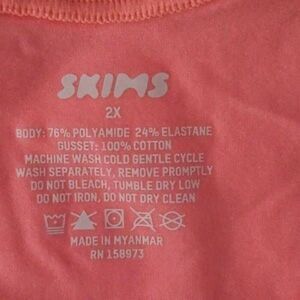 SKIMS
2X
BODY: 76% POLYAMIDE 24% ELASTANE
GUSSET: 100% COTTON
MACHINE WASH COLD GENTLE CYCLE
WASH SEPARATELY, REMOVE PROMPTLY
DO NOT BLEACH, TUMBLE DRY LOW
DO NOT IRON, DO NOT DRY CLEAN
MADE IN MYANMAR
RN 158973